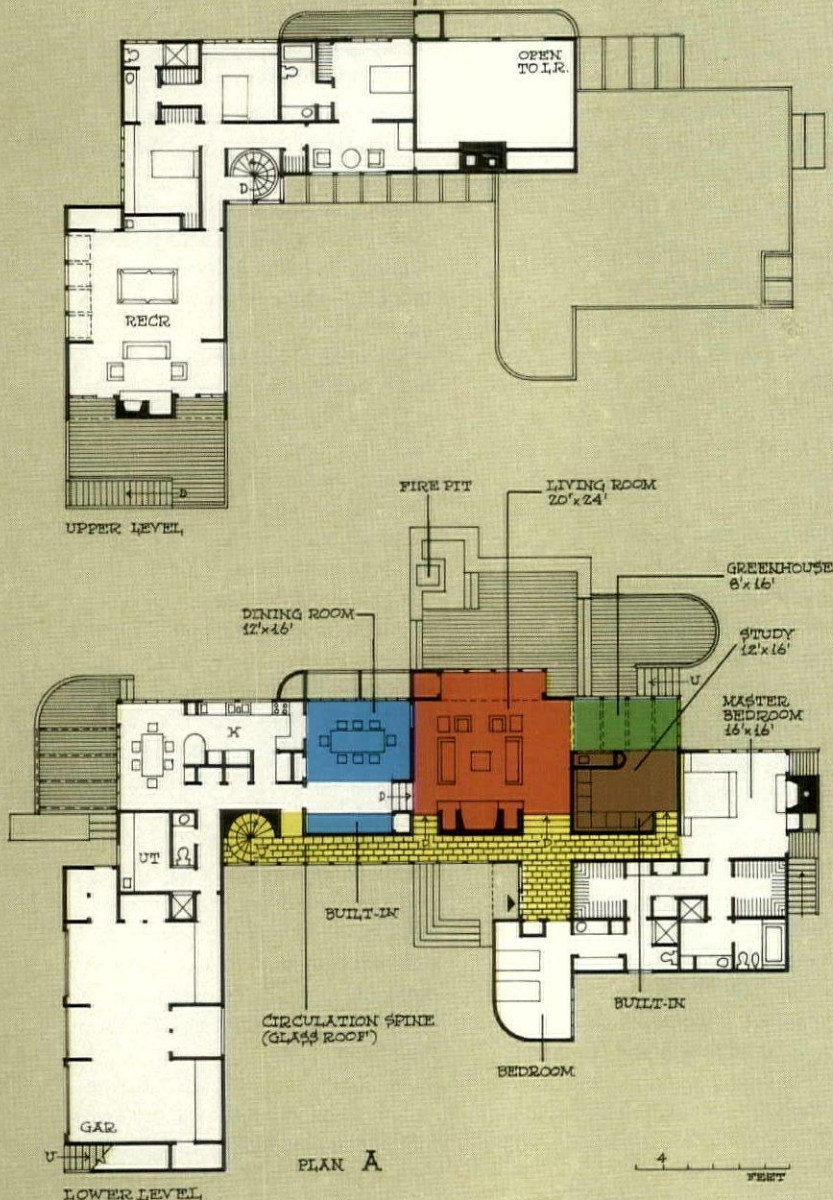 OPEN
TO L.R.
D
RECR
D
UPPER LEVEL
FIRE PIT
LIVING ROOM
20'x24'
GREENHOUSE
8'x16'
DINING ROOM
12'x16'
STUDY
12'x16'
U
MASTER
BEDROOM
16'x16'
K
D
U
D
D
D
UT
BUILT-IN
BUILT-IN
CIRCULATION SPINE
(GLASS ROOF)
BEDROOM
GAR
U
PLAN A
4
FEET
LOWER LEVEL